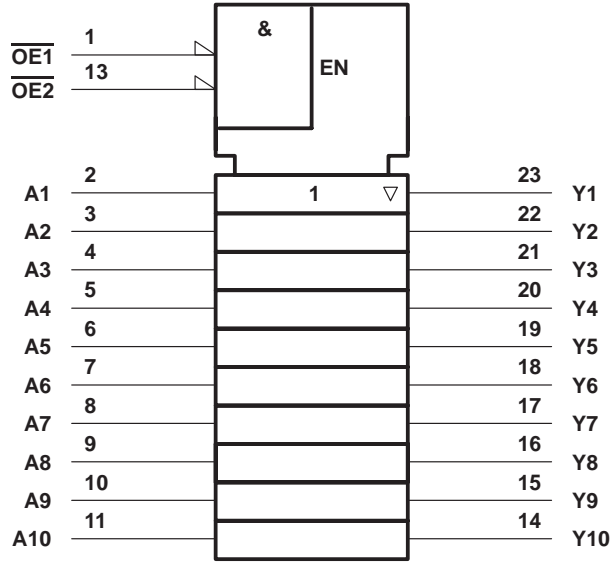 &
OE1 1
OE2 13
EN
A1 2 1 ▽ 23 Y1
A2 3 22 Y2
A3 4 21 Y3
A4 5 20 Y4
A5 6 19 Y5
A6 7 18 Y6
A7 8 17 Y7
A8 9 16 Y8
A9 10 15 Y9
A10 11 14 Y10